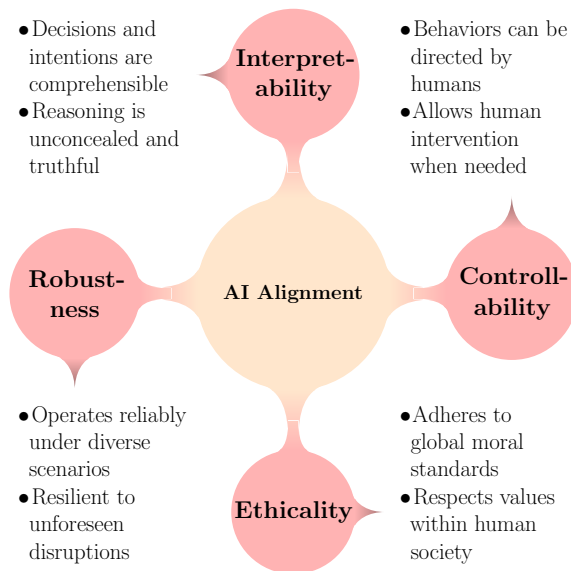 • Decisions and
intentions are
comprehensible
• Reasoning is
unconcealed and
truthful
Interpret-
ability
• Behaviors can be
directed by
humans
• Allows human
intervention
when needed
Robust-
ness
AI Alignment
Controll-
ability
• Operates reliably
under diverse
scenarios
• Resilient to
unforeseen
disruptions
Ethicality
• Adheres to
global moral
standards
• Respects values
within human
society